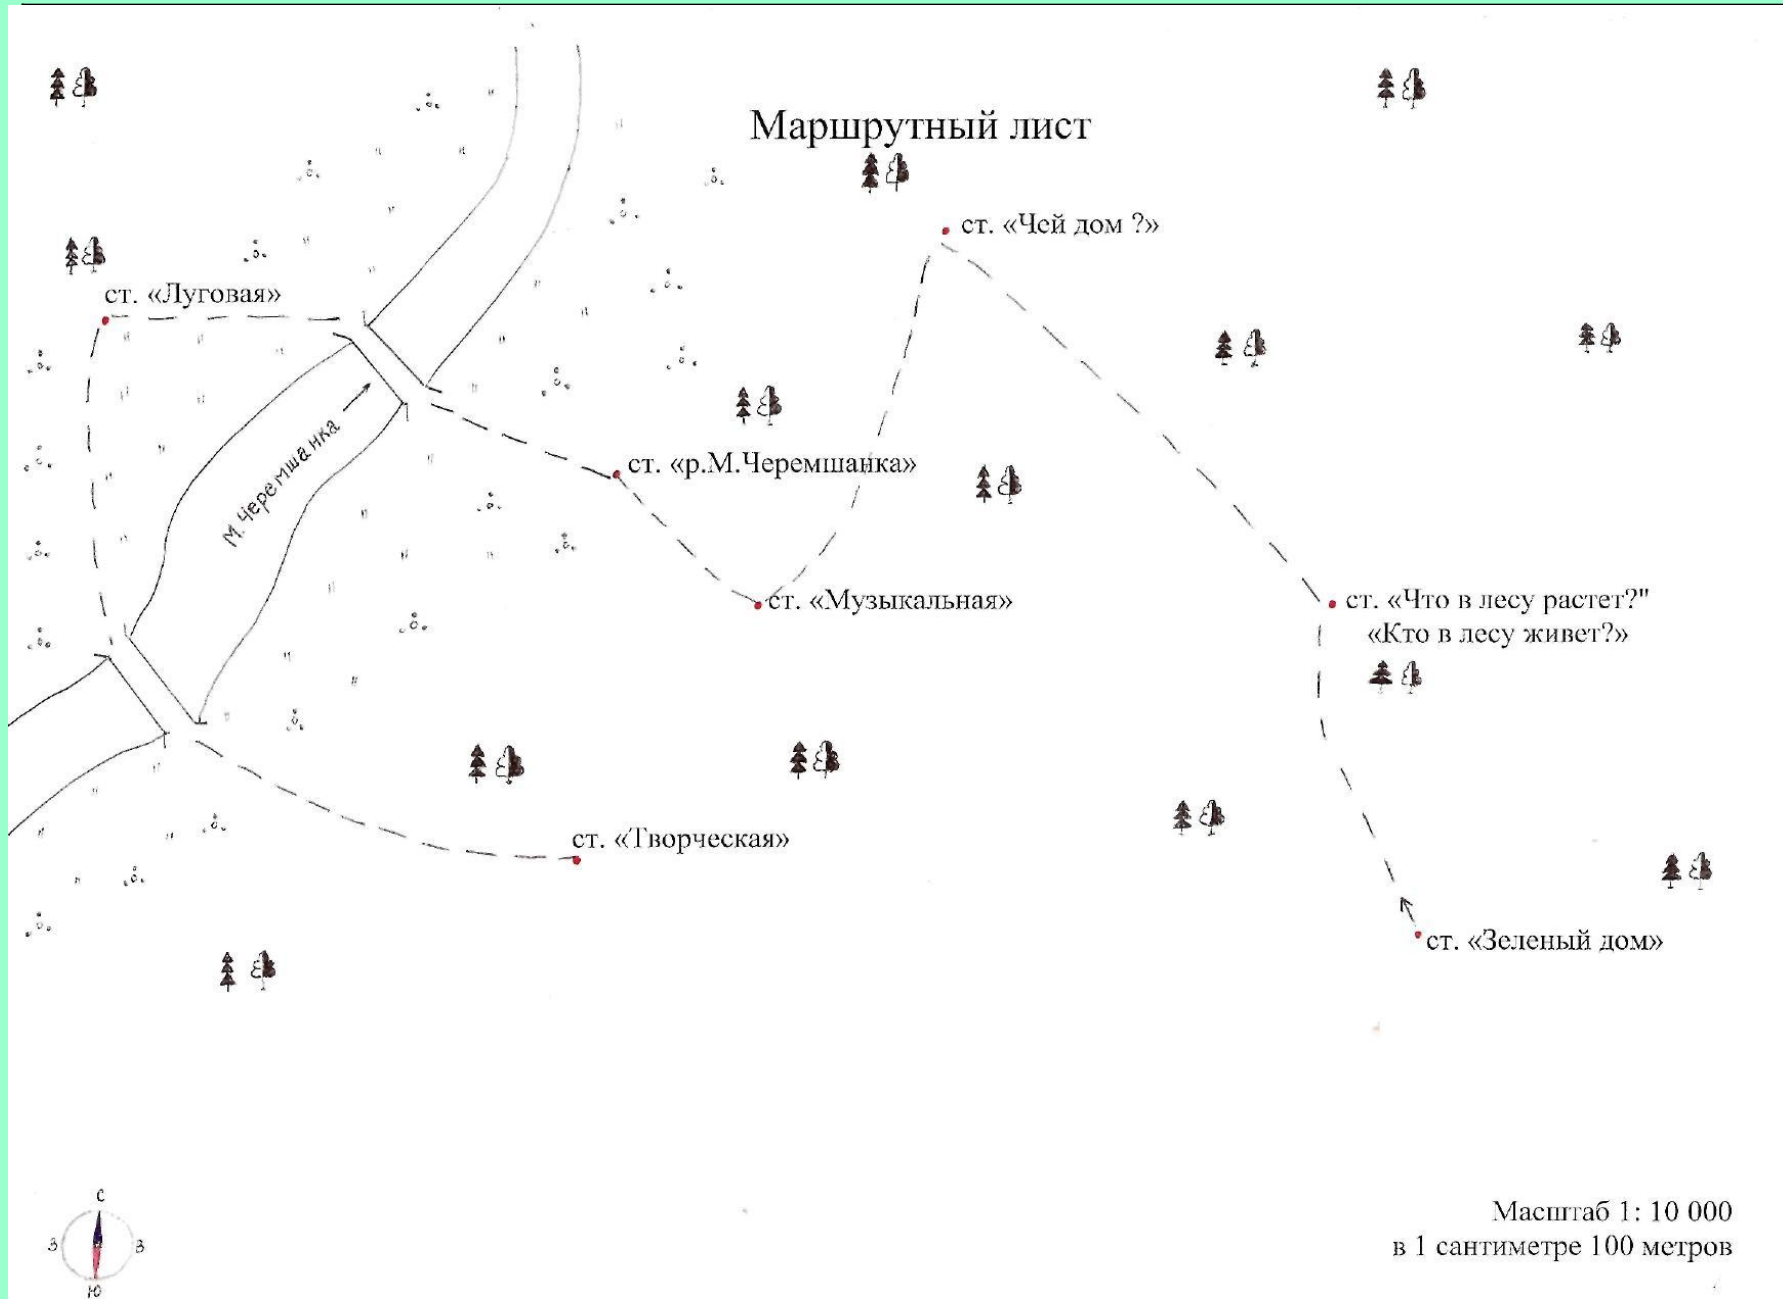 Маршрутный лист
ст. «Чей дом ?»
ст. «Луговая»
М. Черемшанка
ст. «р.М.Черемшанка»
ст. «Музыкальная»
ст. «Что в лесу растет?"
«Кто в лесу живет?»
ст. «Творческая»
ст. «Зеленый дом»
С
З В
Ю
Масштаб 1: 10 000
в 1 сантиметре 100 метров